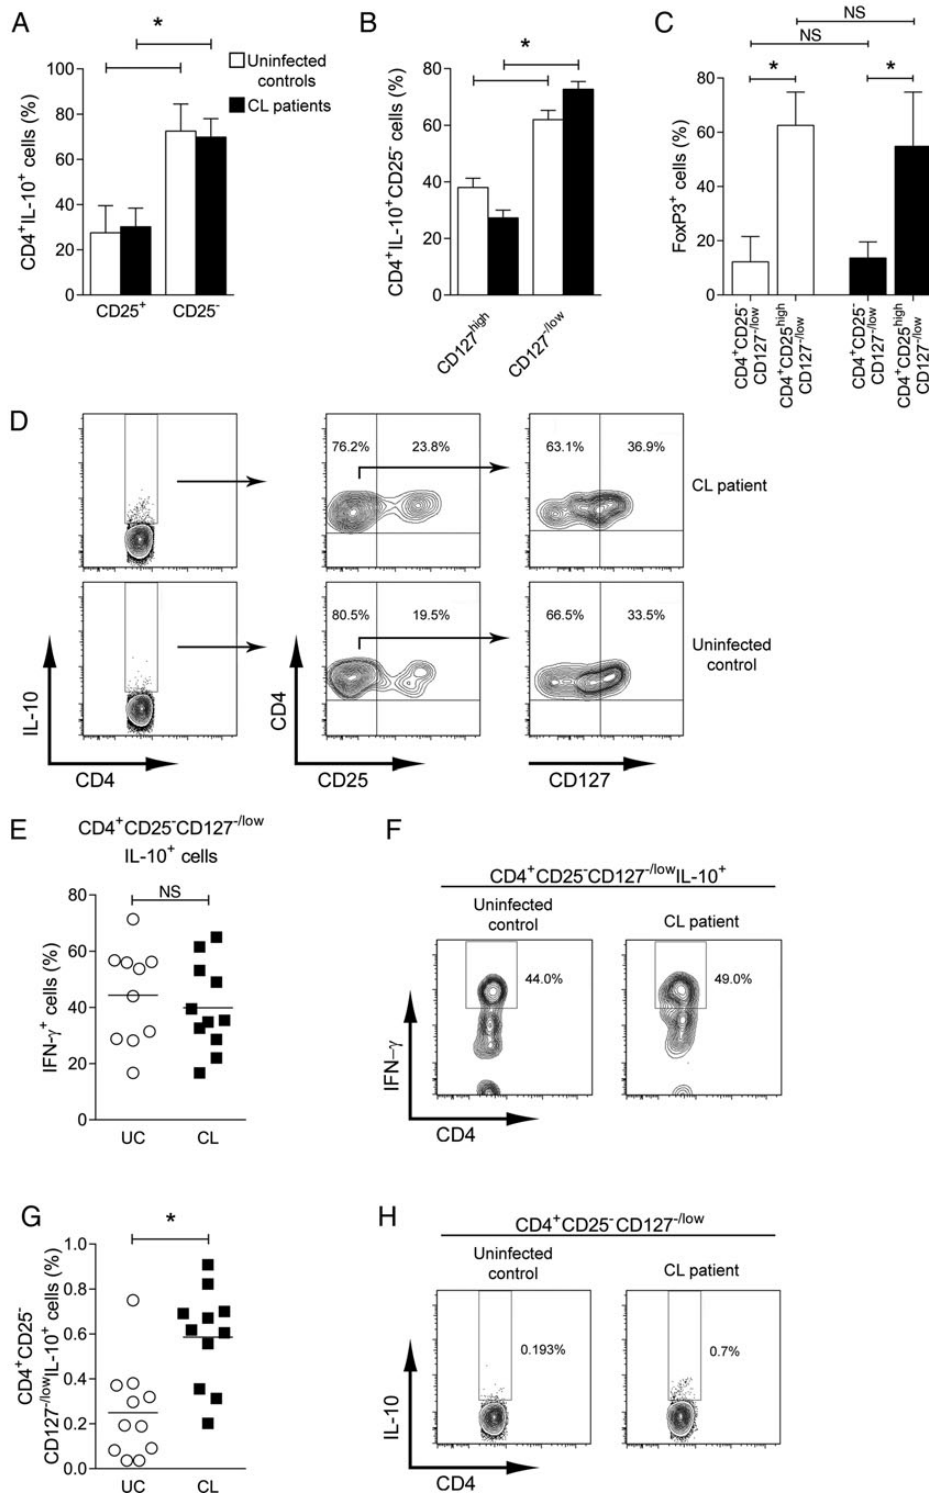 A
*
Uninfected
controls
CL patients
CD4+IL-10+ cells (%)
100
80
60
40
20
0
CD25+
CD25-
B
*
CD4+IL-10+CD25- cells (%)
80
60
40
20
0
CD127high
CD127-/low
C
NS
NS
*
*
FoxP3+ cells (%)
80
60
40
20
0
CD4+CD25-
CD127-/low
CD4+CD25high
CD127-/low
CD4+CD25-
CD127-/low
CD4+CD25high
CD127-/low
D
76.2%
23.8%
63.1%
36.9%
CL patient
80.5%
19.5%
66.5%
33.5%
Uninfected
control
IL-10
CD4
CD4
CD25
CD127
E
CD4+CD25-CD127-/low
IL-10+ cells
NS
IFN-γ+ cells (%)
80
60
40
20
0
UC
CL
F
CD4+CD25-CD127-/lowIL-10+
Uninfected
control
CL patient
44.0%
49.0%
IFN-γ
CD4
G
*
CD4+CD25-
CD127-/lowIL-10+ cells (%)
1.0
0.8
0.6
0.4
0.2
0.0
UC
CL
H
CD4+CD25-CD127-/low
Uninfected
control
CL patient
0.193%
0.7%
IL-10
CD4